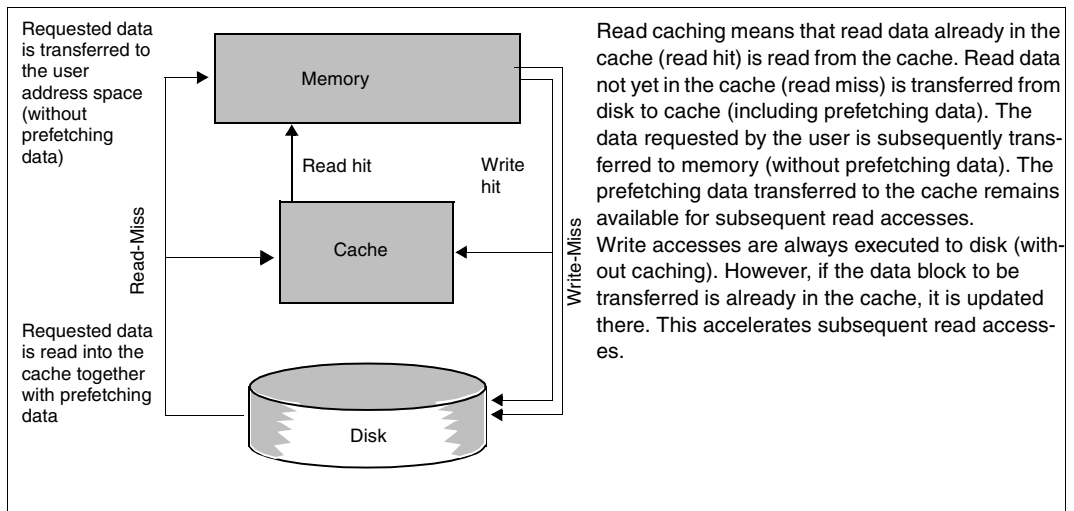 Requested data
is transferred to
the user
address space
(without
prefetching
data)
Memory
Read hit
Write
hit
Read-Miss
Cache
Write-Miss
Requested data
is read into the
cache together
with prefetching
data
Disk
Read caching means that read data already in the
cache (read hit) is read from the cache. Read data
not yet in the cache (read miss) is transferred from
disk to cache (including prefetching data). The
data requested by the user is subsequently trans-
ferred to memory (without prefetching data). The
prefetching data transferred to the cache remains
available for subsequent read accesses.
Write accesses are always executed to disk (with-
out caching). However, if the data block to be
transferred is already in the cache, it is updated
there. This accelerates subsequent read access-
es.